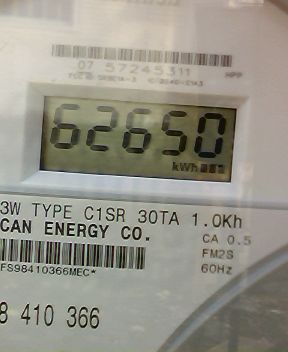 07 57245311 HPP
62650
kWh
3W TYPE C1SR 30TA 1.0Kh
CAN ENERGY CO. CA 0.5
FM2S
FS98410366MEC* 60Hz
8 410 366